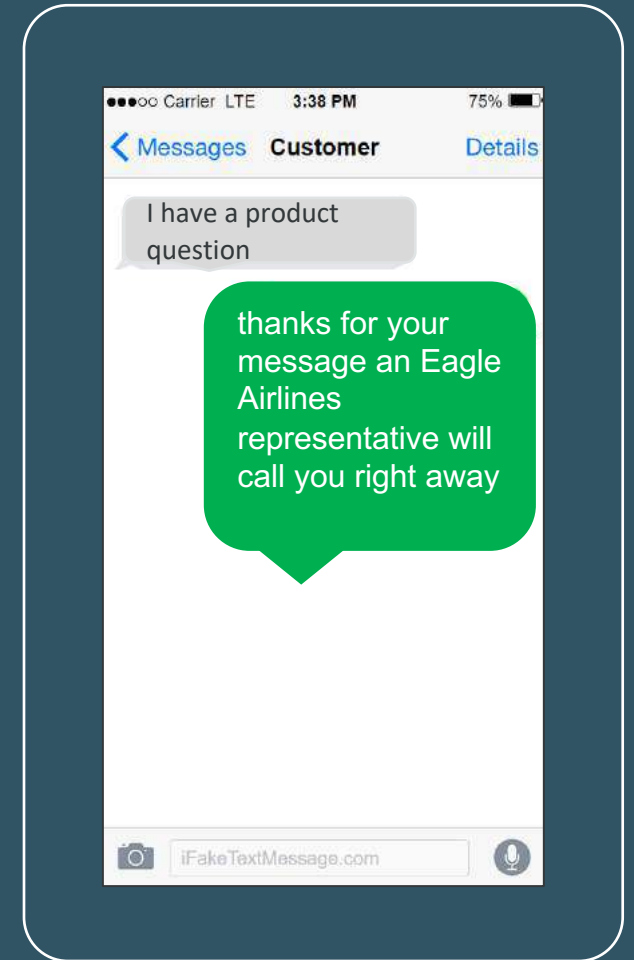 Carrier LTE 3:38 PM 75%
Messages Customer Details
I have a product
question
thanks for your
message an Eagle
Airlines
representative will
call you right away
iFakeTextMessage.com